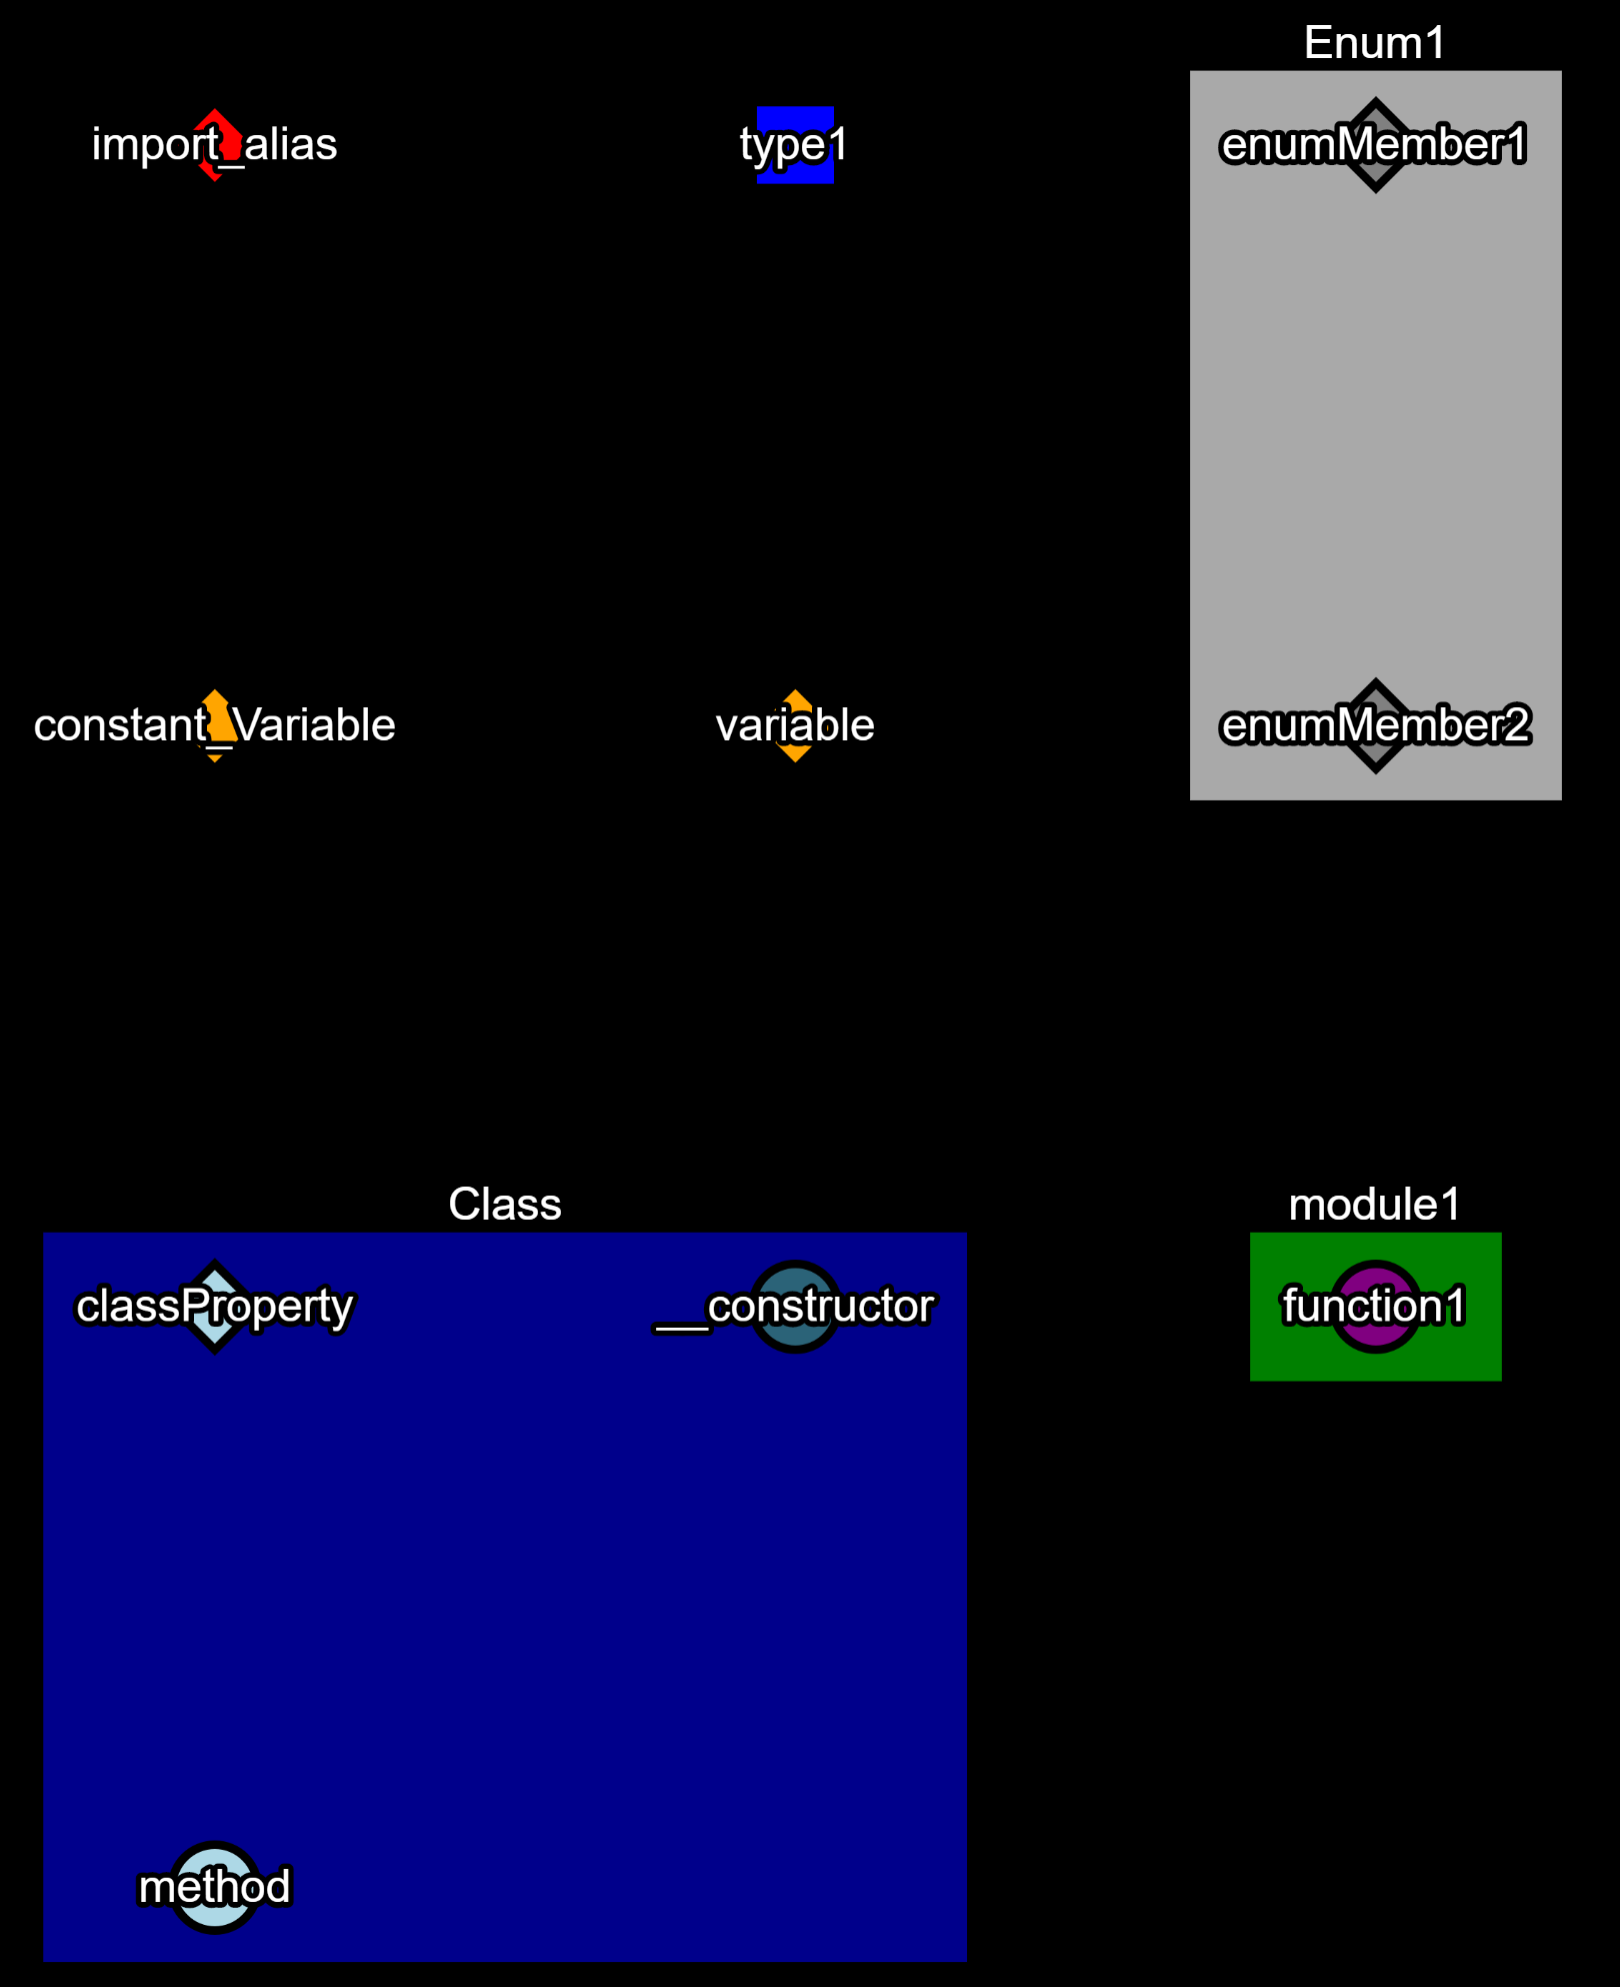 Enum1
import_alias
type1
enumMember1
constant_Variable
variable
enumMember2
Class
module1
classProperty
__constructor
function1
method